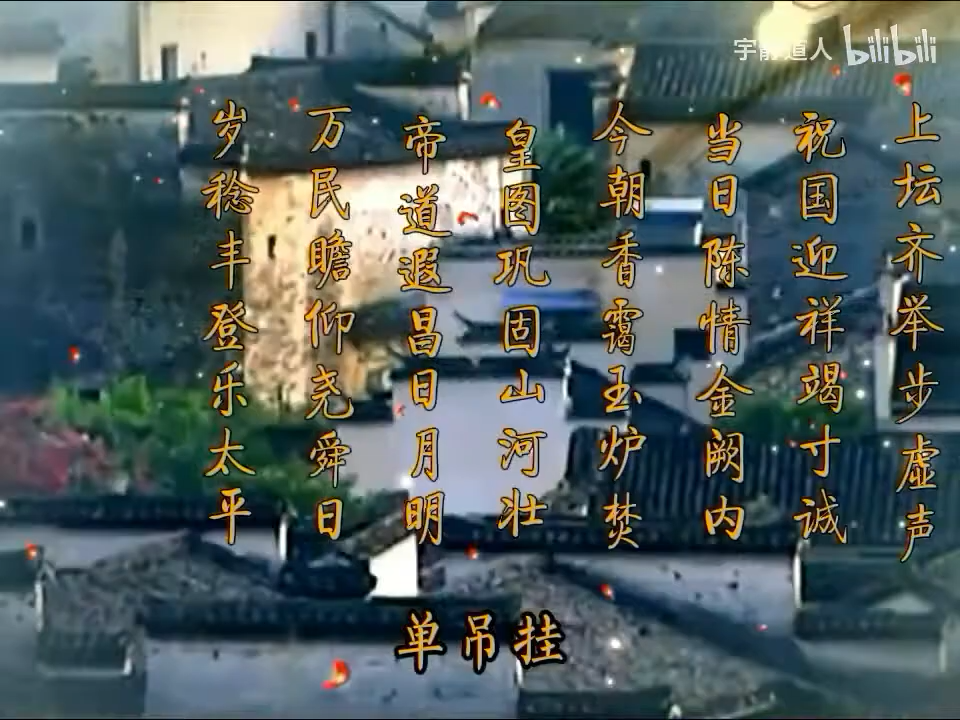 宇静道人 bilibili
上坛齐举步虚声
祝国迎祥竭寸诚
当日陈情金阙内
今朝香霭玉炉焚
皇图巩固山河壮
帝道遐昌日月明
万民瞻仰尧舜日
岁稔丰登乐太平
单吊挂